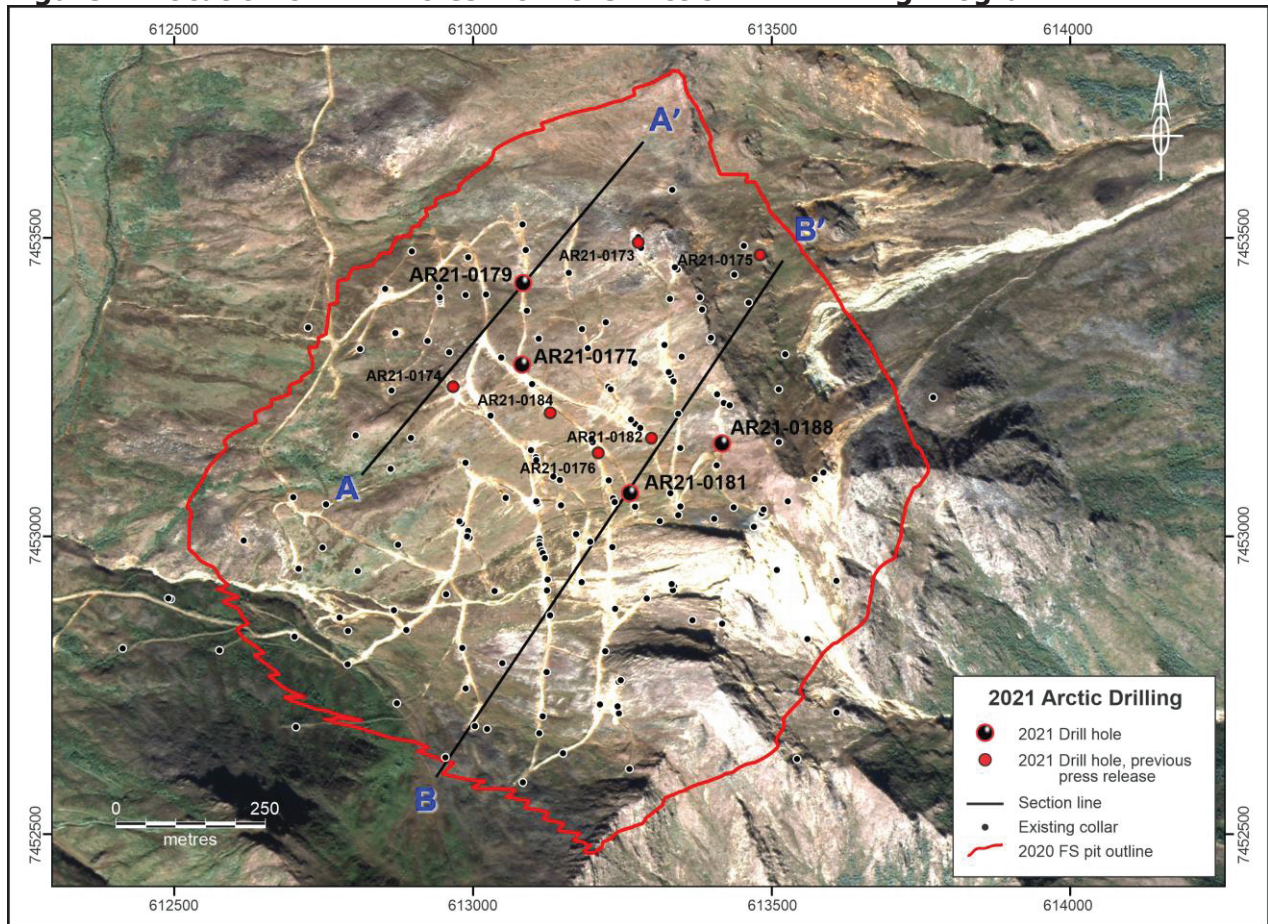 612500 613000 613500 614000
A'
7453500 7453500
B'
AR21-0173
AR21-0175
AR21-0179
AR21-0177
AR21-0174
AR21-0184
AR21-0182
AR21-0188
AR21-0176
AR21-0181
A
7453000 7453000
B
7452500 7452500
0 250
metres
2021 Arctic Drilling
2021 Drill hole
2021 Drill hole, previous
press release
Section line
Existing collar
2020 FS pit outline
612500 613000 613500 614000